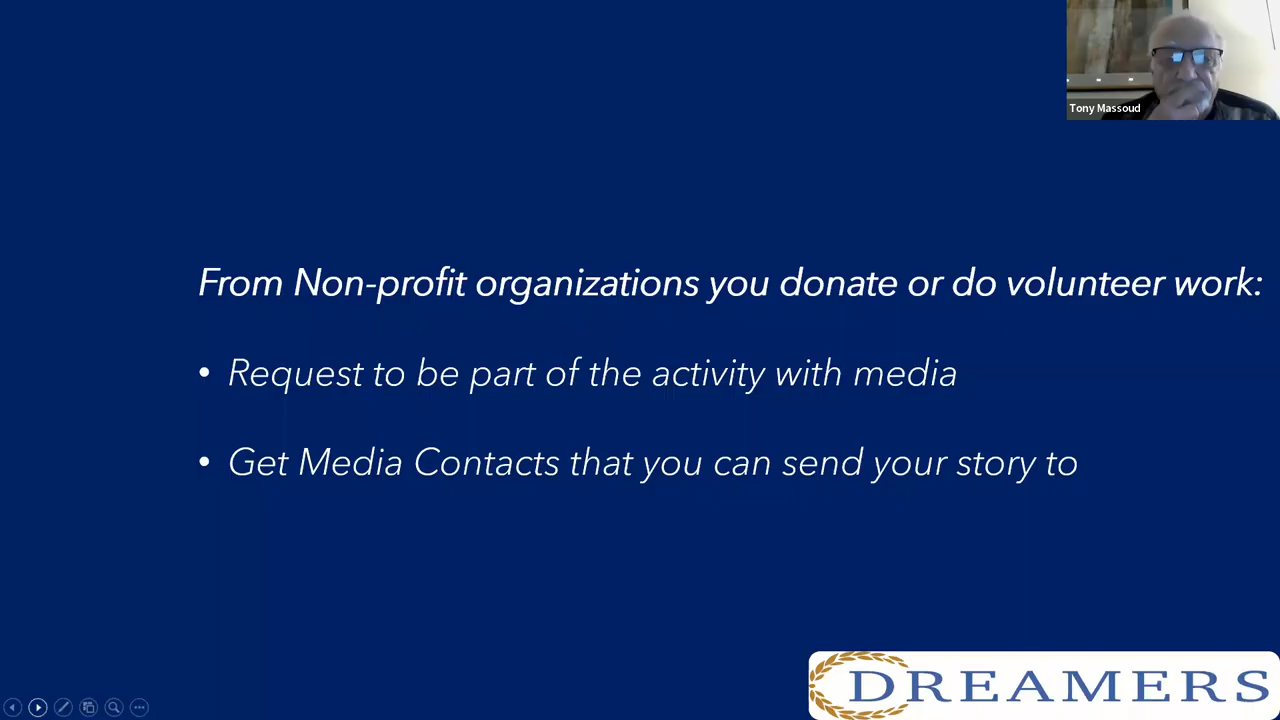 Tony Massoud
From Non-profit organizations you donate or do volunteer work:
• Request to be part of the activity with media
• Get Media Contacts that you can send your story to
DREAMERS